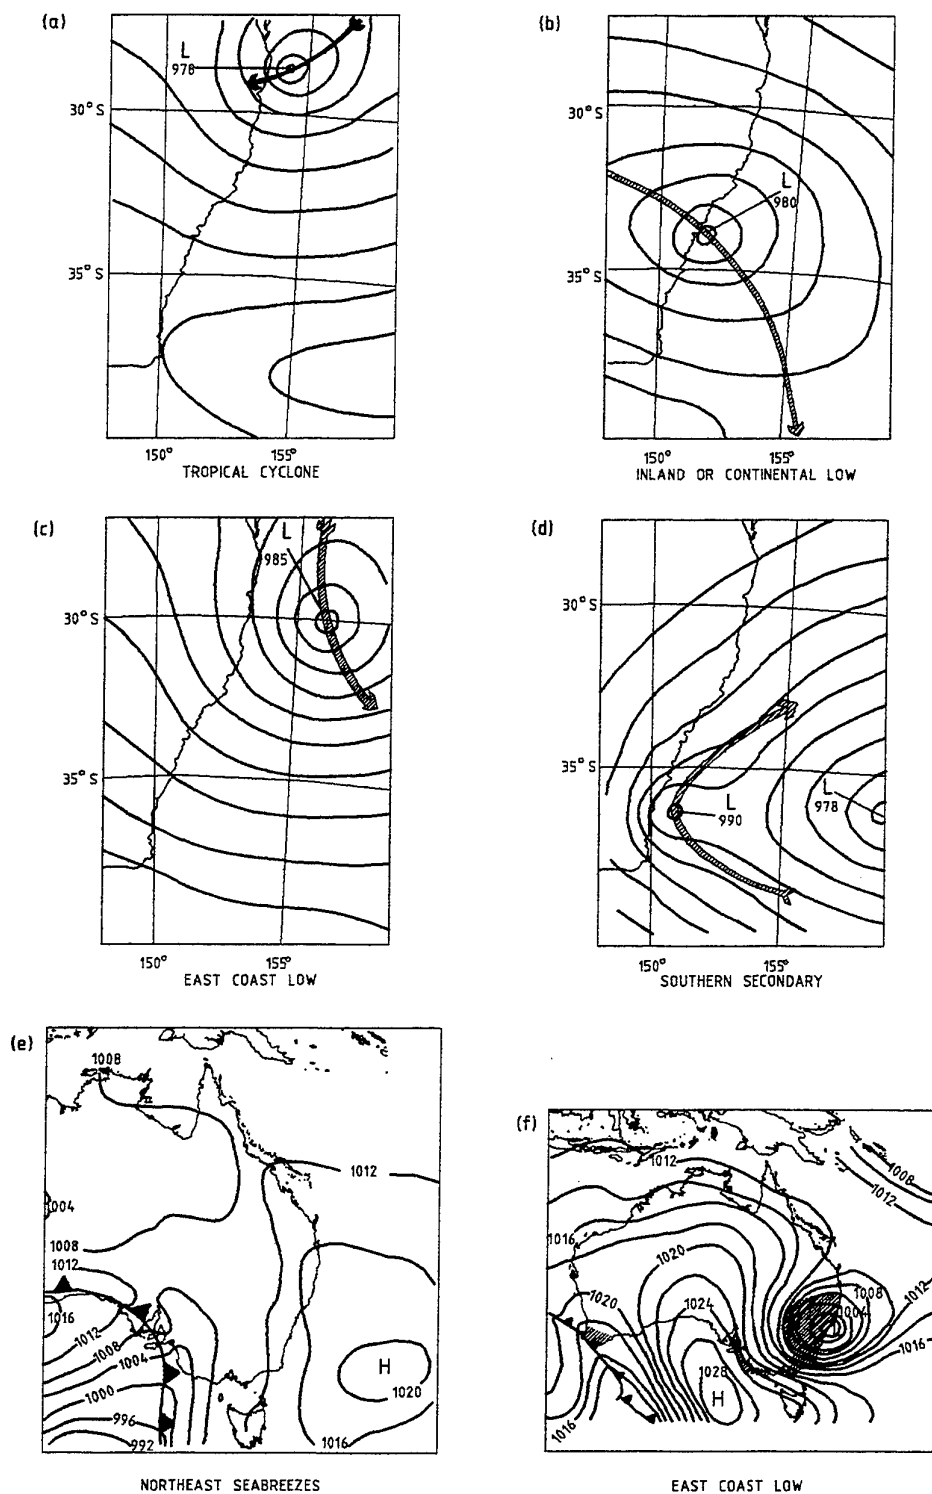 (a)
L
978
30°S
35°S
150°
155°
TROPICAL CYCLONE
(b)
30°S
L
980
35°S
150°
155°
INLAND OR CONTINENTAL LOW
(c)
L
985
30°S
35°S
150°
155°
EAST COAST LOW
(d)
30°S
35°S
L
990
L
978
150°
155°
SOUTHERN SECONDARY
(e)
1008
1012
1004
1008
1012
1016
1012
1008
1004
1000
996
992
H
1020
1016
NORTHEAST SEABREEZES
(f)
1012
1008
1012
1016
1020
1020
1024
1008
1004
1012
1016
1028
H
1016
EAST COAST LOW